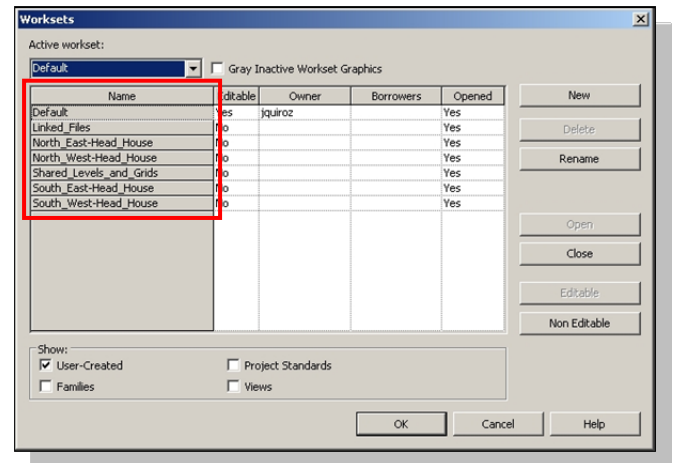 Worksets
Active workset:
Default Gray Inactive Workset Graphics
Name Editable Owner Borrowers Opened New
Default Yes jquiroz Yes
Linked_Files No Yes Delete
North_East-Head_House No Yes
North_West-Head_House No Yes Rename
Shared_Levels_and_Grids No Yes
South_East-Head_House No Yes
South_West-Head_House No Yes
Open
Close
Editable
Non Editable
Show:
User-Created Project Standards
Families Views
OK Cancel Help